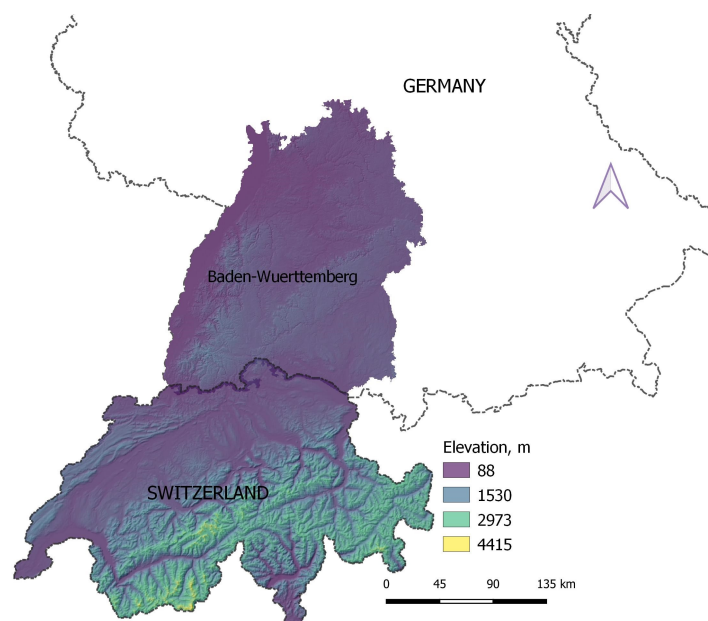 GERMANY
Baden-Wuerttemberg
SWITZERLAND
Elevation, m
88
1530
2973
4415
0 45 90 135 km